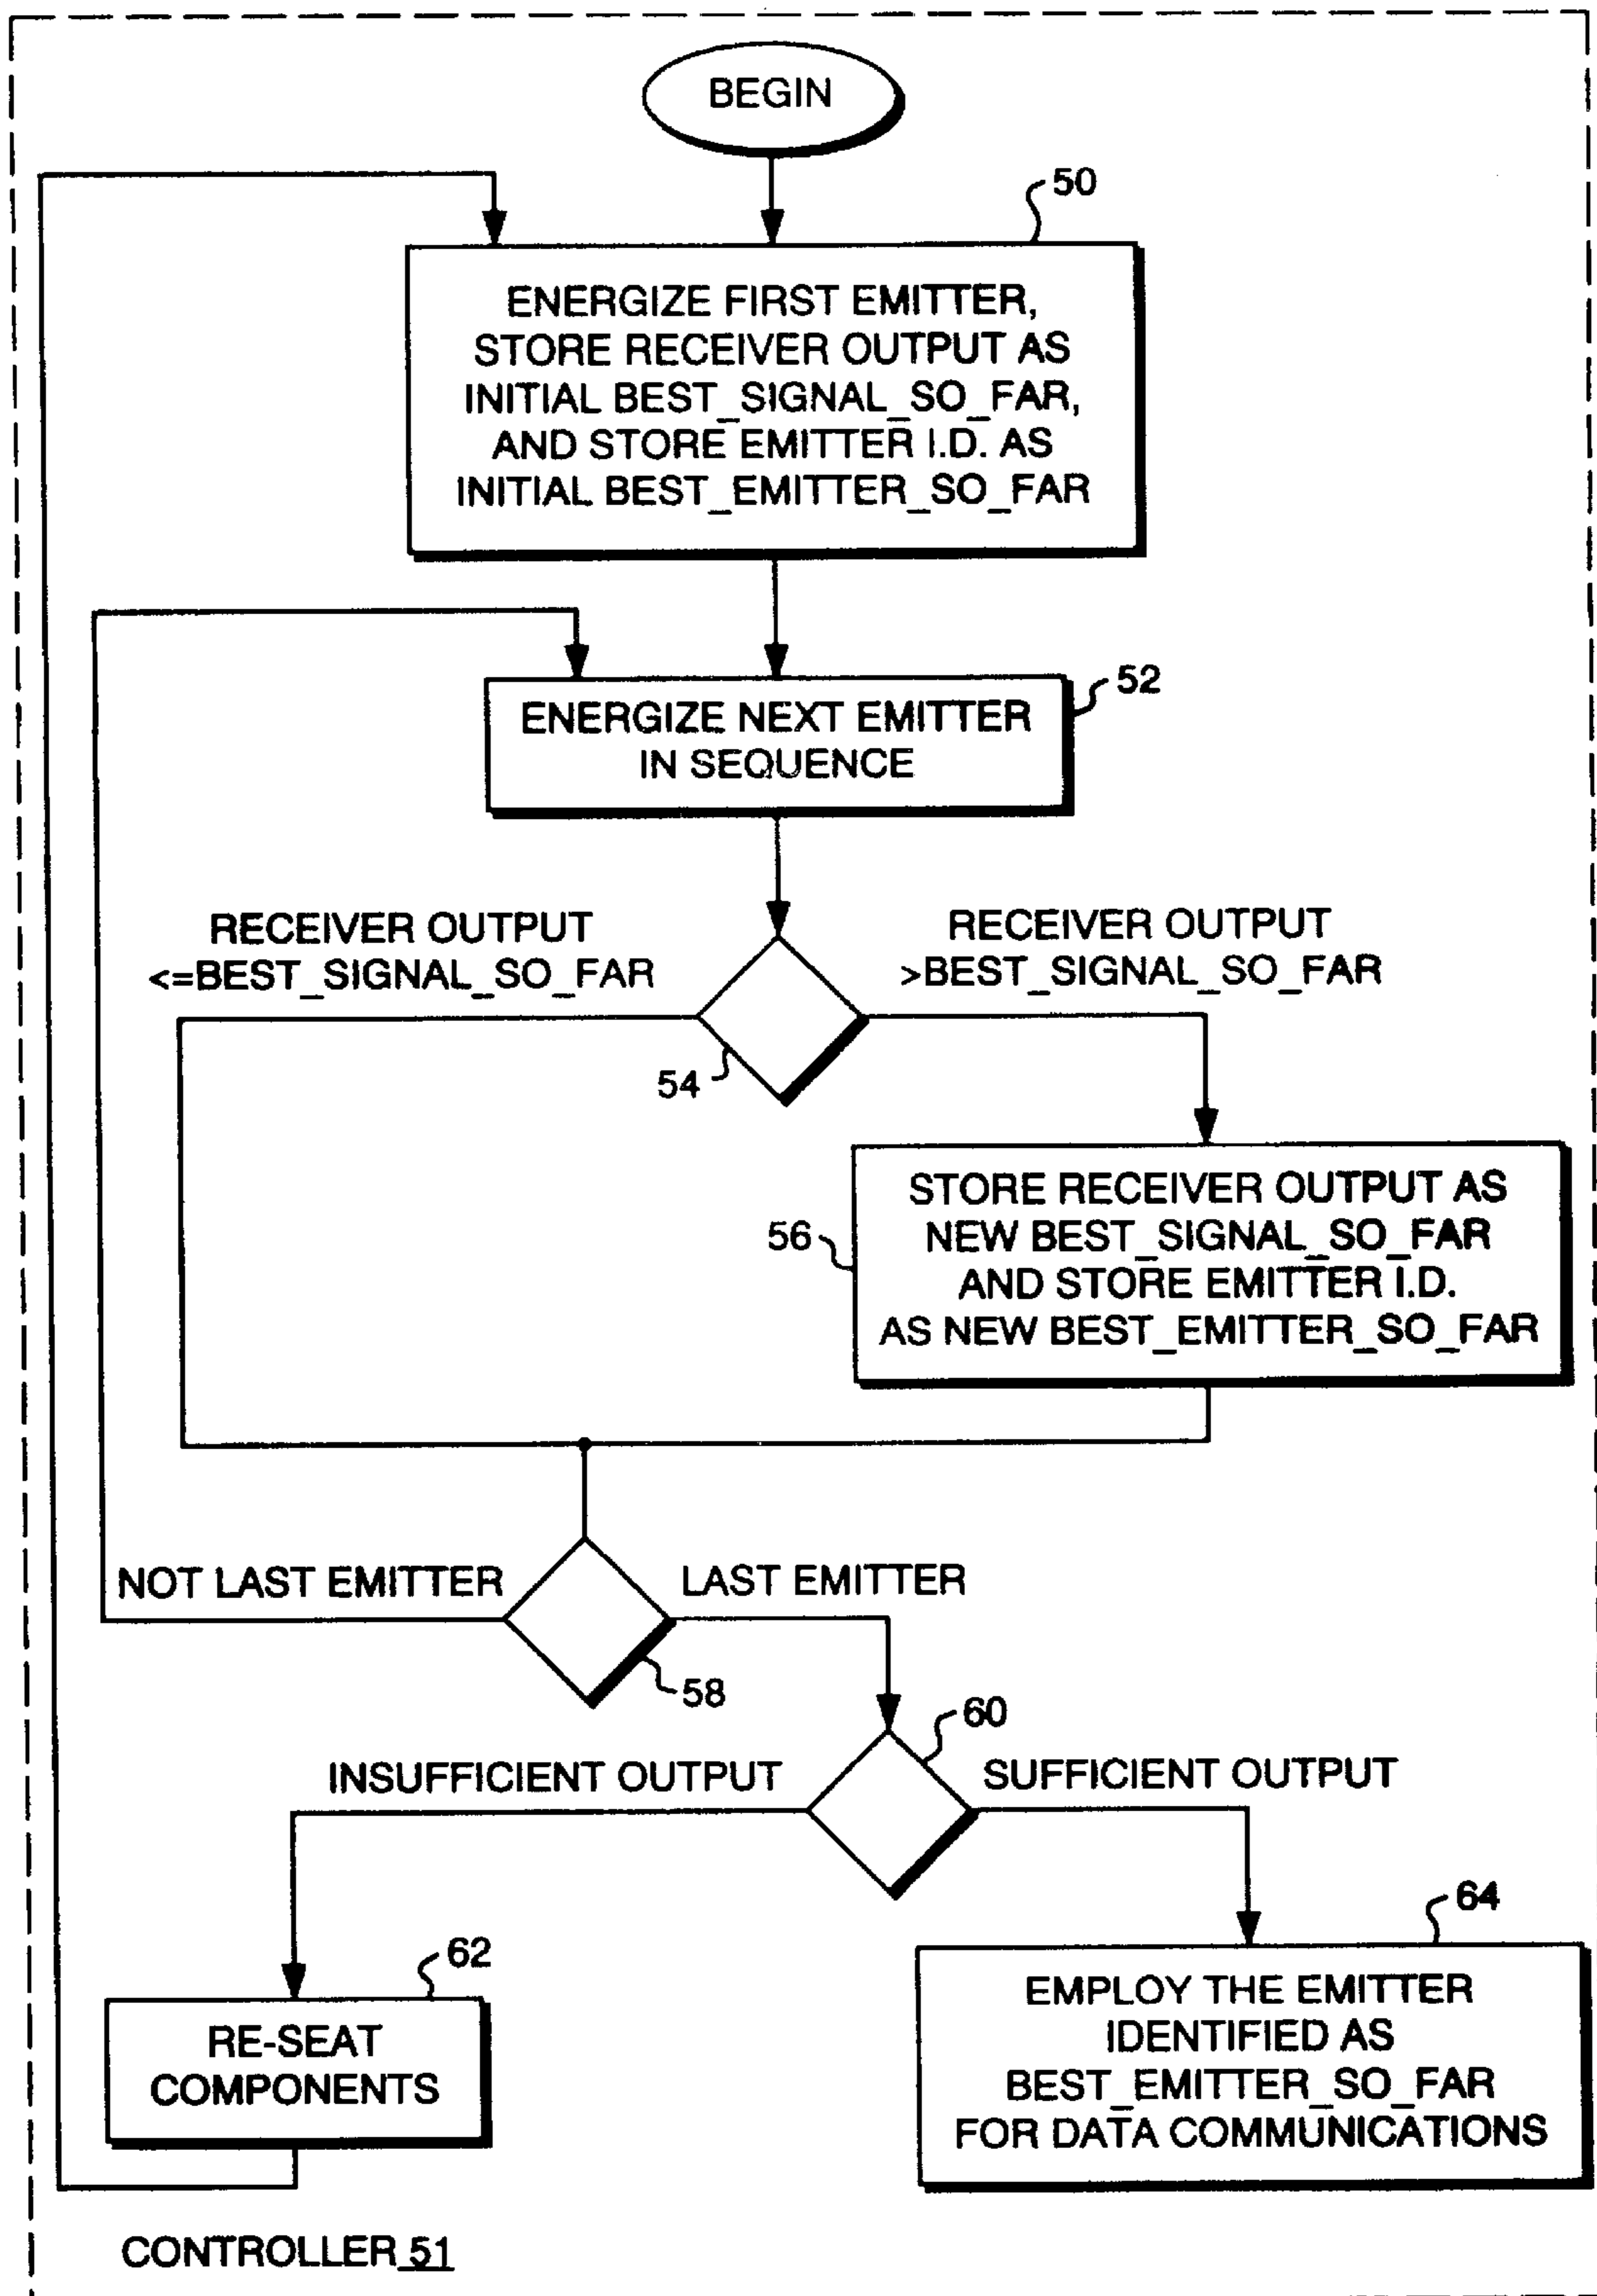 BEGIN
50
ENERGIZE FIRST EMITTER,
STORE RECEIVER OUTPUT AS
INITIAL BEST_SIGNAL_SO_FAR,
AND STORE EMITTER I.D. AS
INITIAL BEST_EMITTER_SO_FAR
52
ENERGIZE NEXT EMITTER
IN SEQUENCE
RECEIVER OUTPUT
<=BEST_SIGNAL_SO_FAR
RECEIVER OUTPUT
>BEST_SIGNAL_SO_FAR
54
56
STORE RECEIVER OUTPUT AS
NEW BEST_SIGNAL_SO_FAR
AND STORE EMITTER I.D.
AS NEW BEST_EMITTER_SO_FAR
NOT LAST EMITTER
LAST EMITTER
58
60
INSUFFICIENT OUTPUT
SUFFICIENT OUTPUT
62
RE-SEAT
COMPONENTS
64
EMPLOY THE EMITTER
IDENTIFIED AS
BEST_EMITTER_SO_FAR
FOR DATA COMMUNICATIONS
CONTROLLER 51